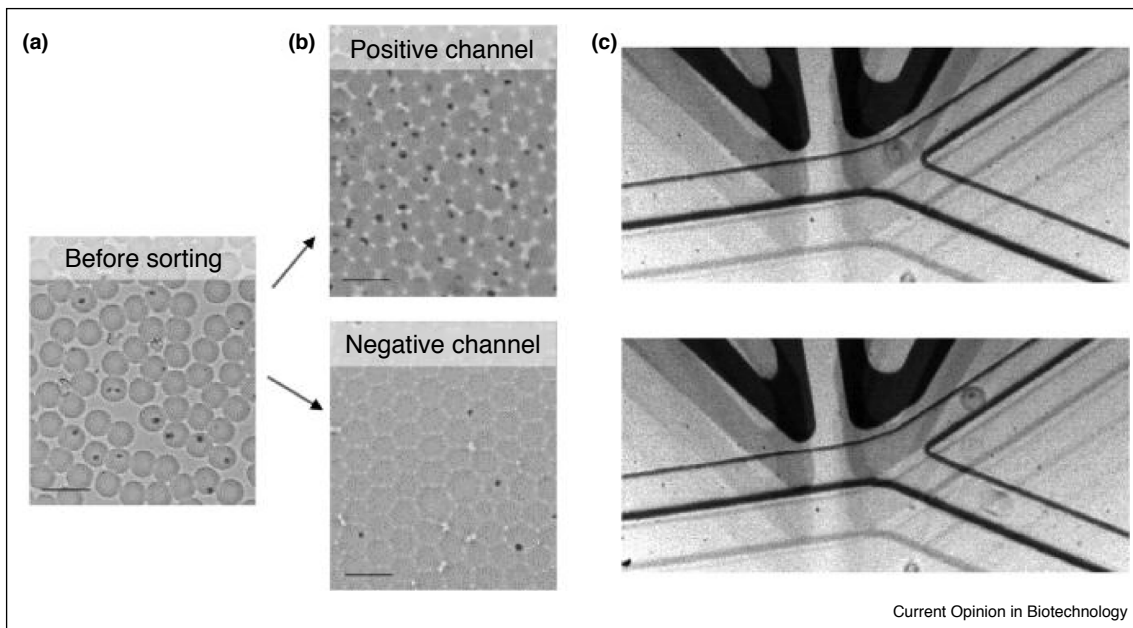 (a)
Before sorting
(b)
Positive channel
Negative channel
(c)
Current Opinion in Biotechnology